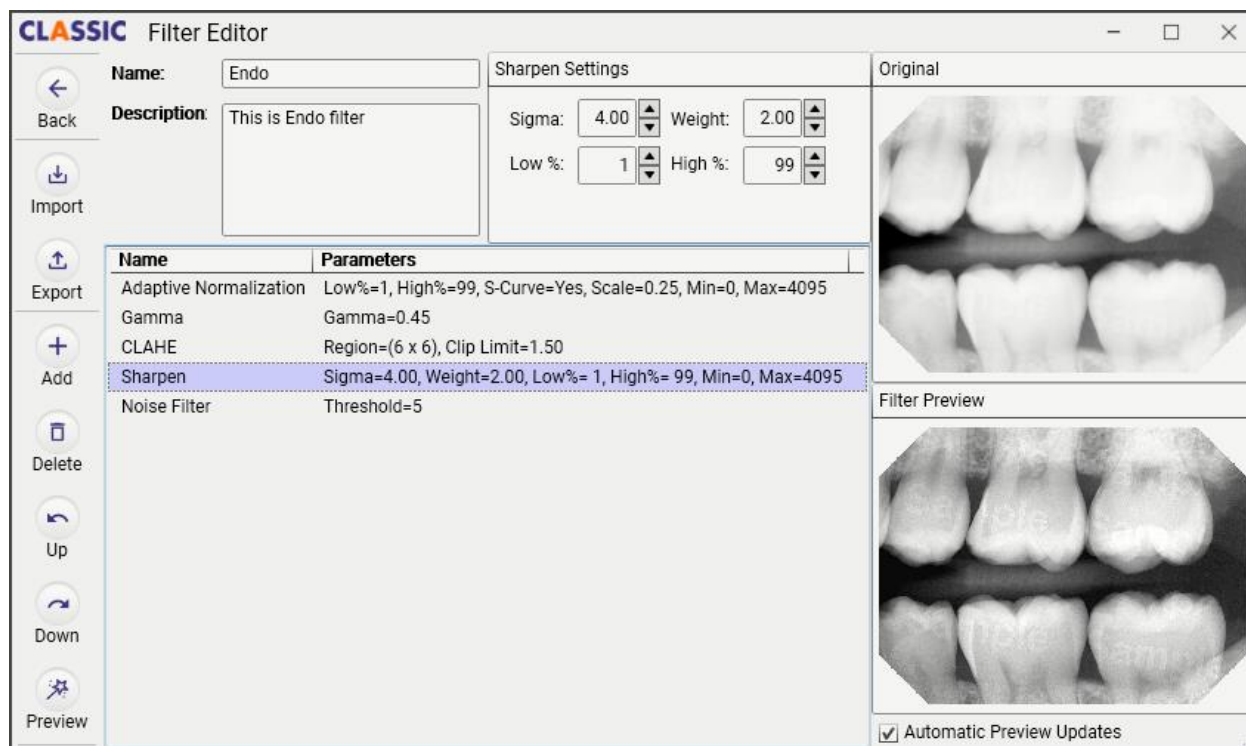 CLASSIC Filter Editor
Back
Import
Export
Add
Delete
Up
Down
Preview
Name: Endo
Description: This is Endo filter
Sharpen Settings
Sigma: 4.00 Weight: 2.00
Low %: 1 High %: 99
Name Parameters
Adaptive Normalization Low%=1, High%=99, S-Curve=Yes, Scale=0.25, Min=0, Max=4095
Gamma Gamma=0.45
CLAHE Region=(6 x 6), Clip Limit=1.50
Sharpen Sigma=4.00, Weight=2.00, Low%= 1, High%= 99, Min=0, Max=4095
Noise Filter Threshold=5
Original
Filter Preview
Automatic Preview Updates